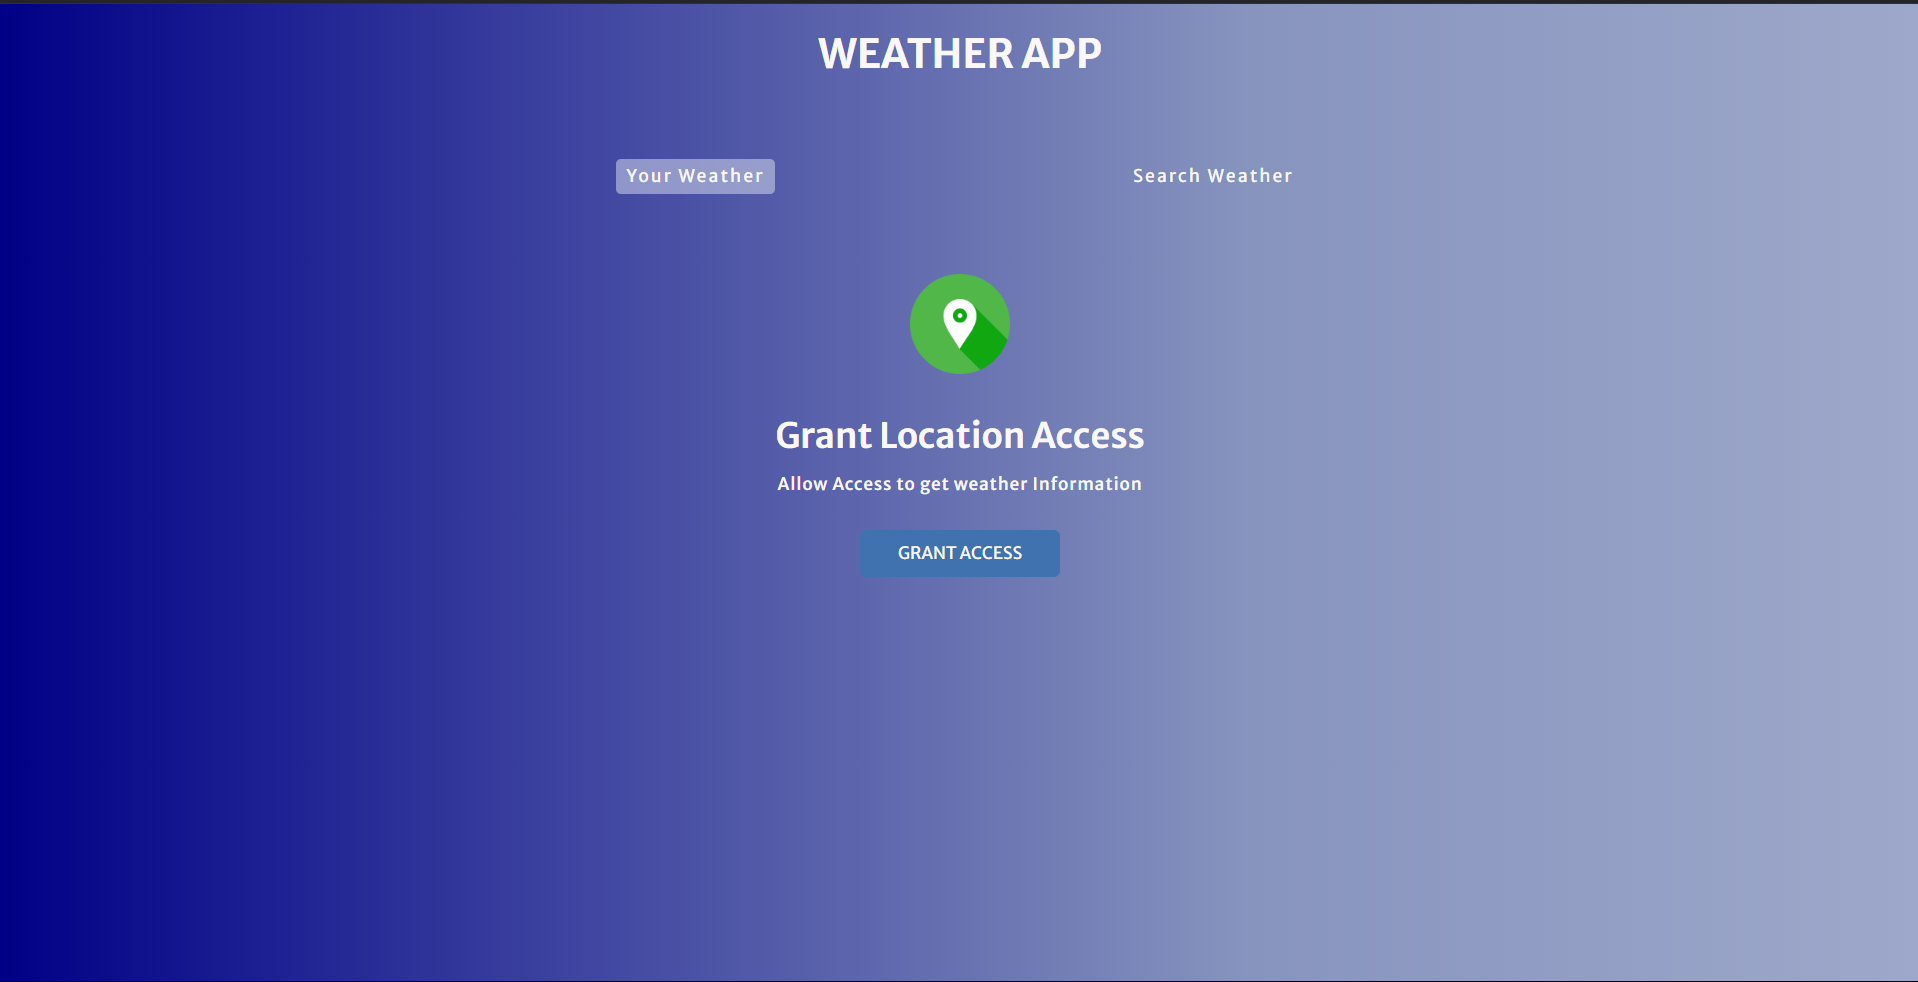 WEATHER APP
Your Weather
Search Weather
Grant Location Access
Allow Access to get weather Information
GRANT ACCESS